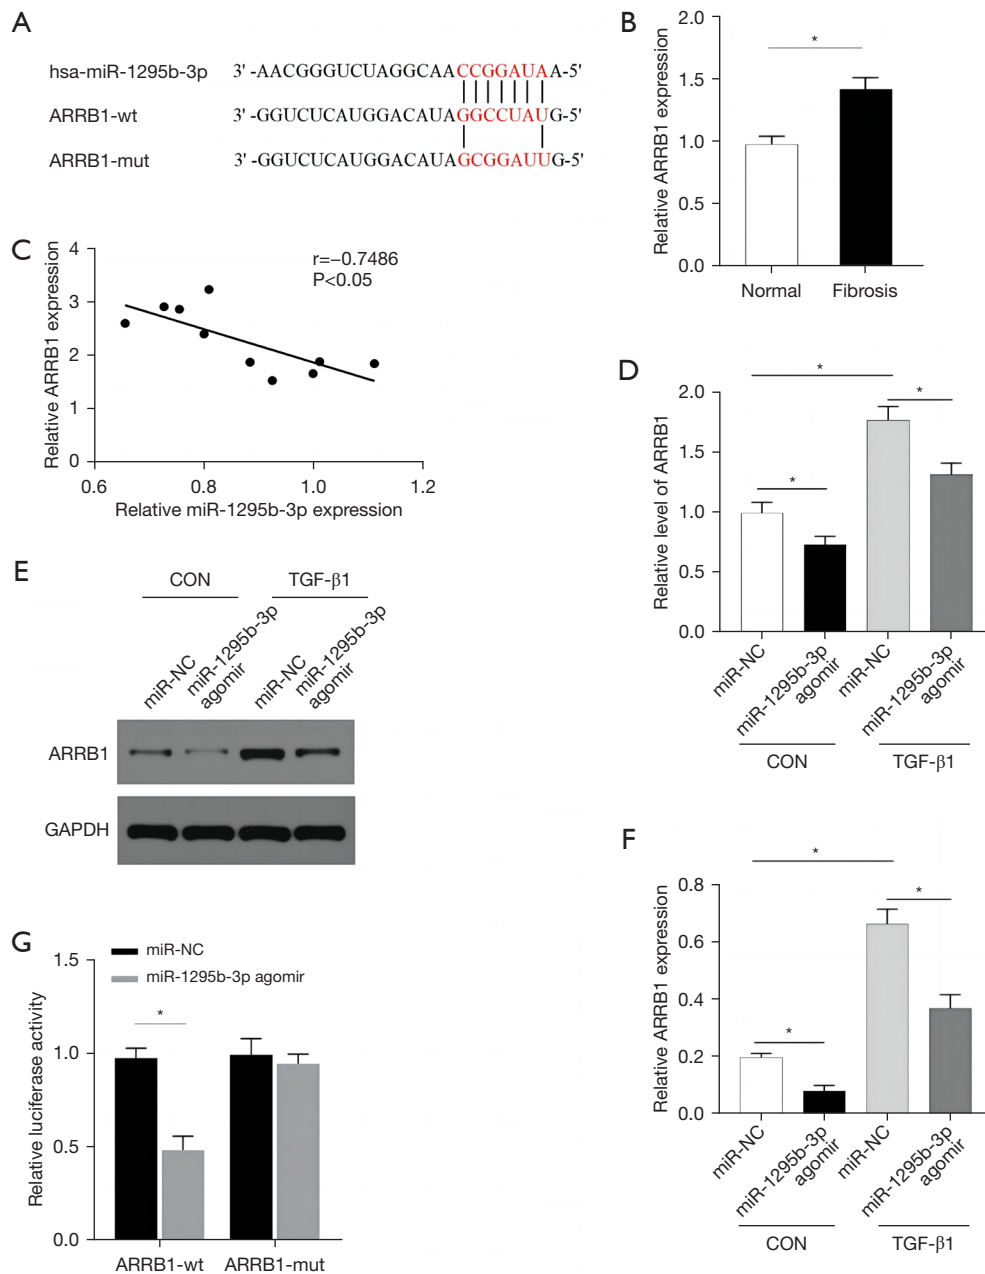 A
hsa-miR-1295b-3p 3' -AACGGGUCUAGGCAACCGGAUAA-5'
ARRB1-wt 3' -GGUCUCAUGGACAUAGGCCUAUG-5'
ARRB1-mut 3' -GGUCUCAUGGACAUAGCGGAUUG-5'
B
Relative ARRB1 expression
2.0
1.5
1.0
0.5
0.0
*
Normal Fibrosis
C
Relative ARRB1 expression
4
3
2
1
0
r=−0.7486
P<0.05
0.6 0.8 1.0 1.2
Relative miR-1295b-3p expression
D
Relative level of ARRB1
2.0
1.5
1.0
0.5
0.0
*
*
*
miR-NC
miR-1295b-3p
agomir
miR-NC
miR-1295b-3p
agomir
CON TGF-β1
E
CON TGF-β1
miR-NC
miR-1295b-3p
agomir
miR-NC
miR-1295b-3p
agomir
ARRB1
GAPDH
F
Relative ARRB1 expression
0.8
0.6
0.4
0.2
0.0
*
*
*
miR-NC
miR-1295b-3p
agomir
miR-NC
miR-1295b-3p
agomir
CON TGF-β1
G
Relative luciferase activity
1.5
1.0
0.5
0.0
miR-NC
miR-1295b-3p agomir
*
ARRB1-wt ARRB1-mut